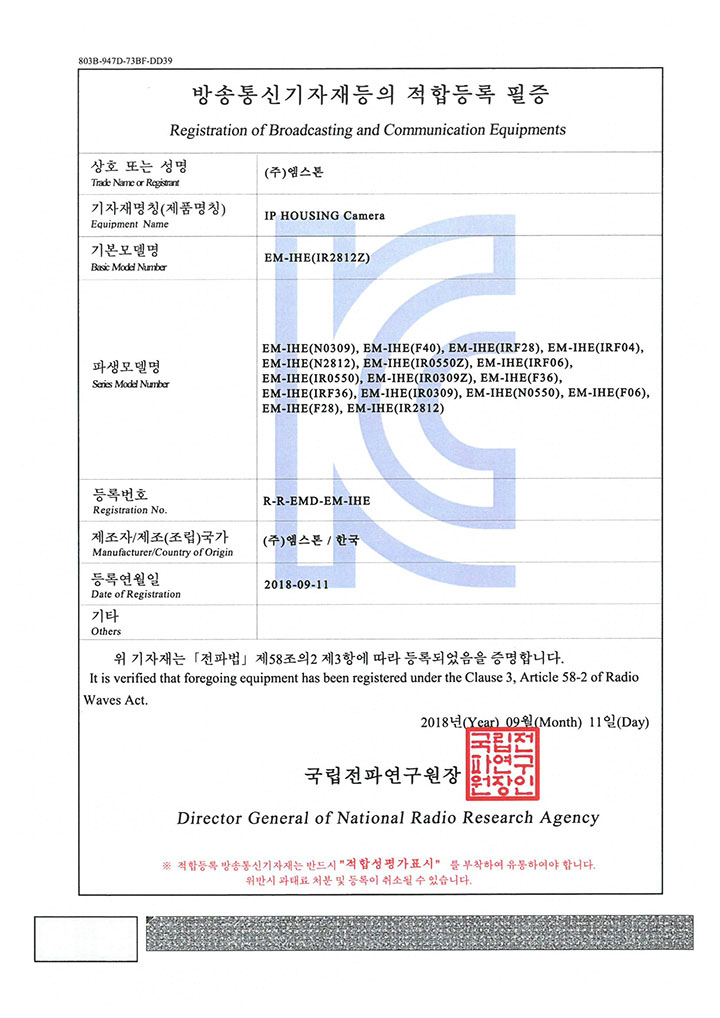 803B-947D-73BF-DD39
방송통신기자재등의 적합등록 필증
Registration of Broadcasting and Communication Equipments
상호 또는 성명
Trade Name or Registrant
(주)엠스톤
기자재명칭(제품명칭)
Equipment Name
IP HOUSING Camera
기본모델명
Basic Model Number
EM-IHE(IR2812Z)
파생모델명
Series Model Number
EM-IHE(N0309), EM-IHE(F40), EM-IHE(IRF28), EM-IHE(IRF04),
EM-IHE(N2812), EM-IHE(IR0550Z), EM-IHE(IRF06),
EM-IHE(IR0550), EM-IHE(IR0309Z), EM-IHE(F36),
EM-IHE(IRF36), EM-IHE(IR0309), EM-IHE(N0550), EM-IHE(F06),
EM-IHE(F28), EM-IHE(IR2812)
등록번호
Registration No.
R-R-EMD-EM-IHE
제조자/제조(조립)국가
Manufacturer/Country of Origin
(주)엠스톤 / 한국
등록연월일
Date of Registration
2018-09-11
기타
Others
위 기자재는 「전파법」 제58조의2 제3항에 따라 등록되었음을 증명합니다.
It is verified that foregoing equipment has been registered under the Clause 3, Article 58-2 of Radio
Waves Act.
2018년(Year) 09월(Month) 11일(Day)
국립전파연구원장
국립전
파연구
원장인
Director General of National Radio Research Agency
※ 적합등록 방송통신기자재는 반드시 "적합성평가표시" 를 부착하여 유통하여야 합니다.
위반시 과태료 처분 및 등록이 취소될 수 있습니다.